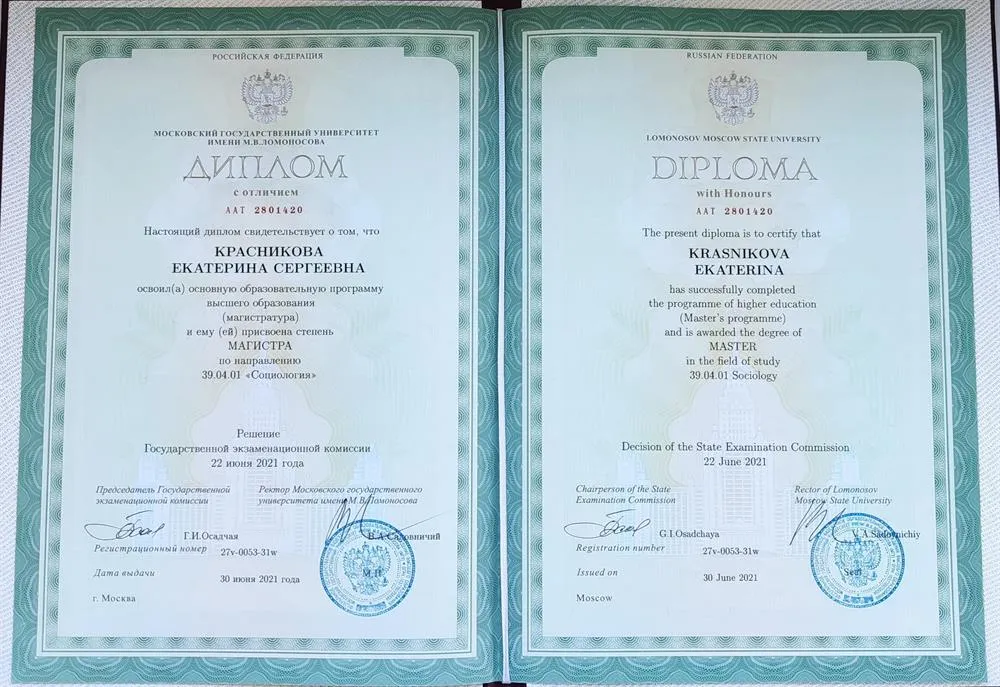 РОССИЙСКАЯ ФЕДЕРАЦИЯ
МОСКОВСКИЙ ГОСУДАРСТВЕННЫЙ УНИВЕРСИТЕТ
ИМЕНИ М.В.ЛОМОНОСОВА
ДИПЛОМ
с отличием
ААТ 2801420
Настоящий диплом свидетельствует о том, что
КРАСНИКОВА
ЕКАТЕРИНА СЕРГЕЕВНА
освоил(а) основную образовательную программу
высшего образования
(магистратура)
и ему (ей) присвоена степень
МАГИСТРА
по направлению
39.04.01 «Социология»
Решение
Государственной экзаменационной комиссии
22 июня 2021 года
Председатель Государственной
экзаменационной комиссии
Ректор Московского государственного
университета имени М.В.Ломоносова
Г.И.Осадчая
В.А.Садовничий
Регистрационный номер 27v-0053-31w
М.П.
Дата выдачи 30 июня 2021 года
г. Москва
RUSSIAN FEDERATION
LOMONOSOV MOSCOW STATE UNIVERSITY
DIPLOMA
with Honours
ААТ 2801420
The present diploma is to certify that
KRASNIKOVA
EKATERINA
has successfully completed
the programme of higher education
(Master's programme)
and is awarded the degree of
MASTER
in the field of study
39.04.01 Sociology
Decision of the State Examination Commission
22 June 2021
Chairperson of the State
Examination Commission
Rector of Lomonosov
Moscow State University
G.I.Osadchaya
V.A.Sadovnichiy
Registration number 27v-0053-31w
Seal
Issued on 30 June 2021
Moscow